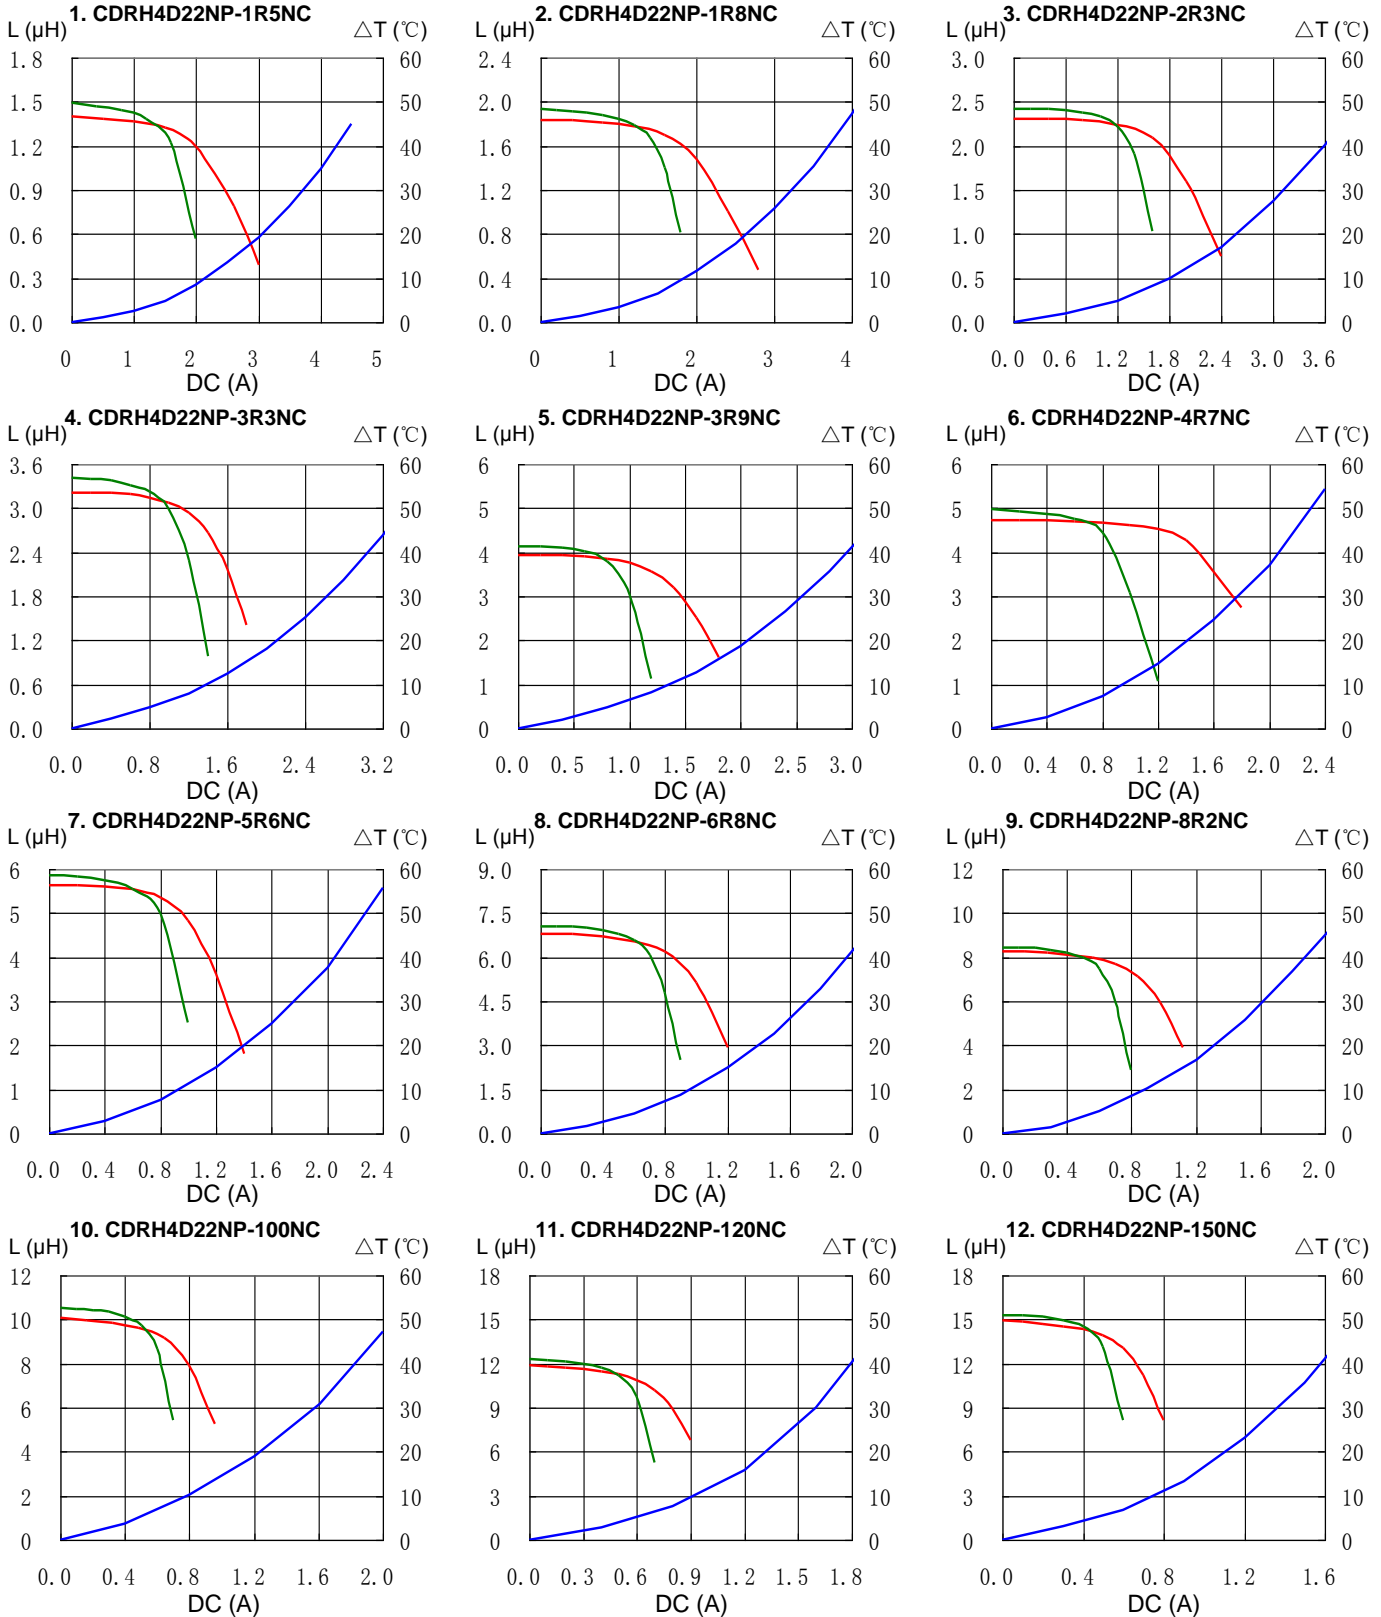 1. CDRH4D22NP-1R5NC
L (µH) △T (℃)
1.8 60
1.5 50
1.2 40
0.9 30
0.6 20
0.3 10
0.0 0
0 1 2 3 4 5
DC (A)
2. CDRH4D22NP-1R8NC
L (µH) △T (℃)
2.4 60
2.0 50
1.6 40
1.2 30
0.8 20
0.4 10
0.0 0
0 1 2 3 4
DC (A)
3. CDRH4D22NP-2R3NC
L (µH) △T (℃)
3.0 60
2.5 50
2.0 40
1.5 30
1.0 20
0.5 10
0.0 0
0.0 0.6 1.2 1.8 2.4 3.0 3.6
DC (A)
4. CDRH4D22NP-3R3NC
L (µH) △T (℃)
3.6 60
3.0 50
2.4 40
1.8 30
1.2 20
0.6 10
0.0 0
0.0 0.8 1.6 2.4 3.2
DC (A)
5. CDRH4D22NP-3R9NC
L (µH) △T (℃)
6 60
5 50
4 40
3 30
2 20
1 10
0 0
0.0 0.5 1.0 1.5 2.0 2.5 3.0
DC (A)
6. CDRH4D22NP-4R7NC
L (µH) △T (℃)
6 60
5 50
4 40
3 30
2 20
1 10
0 0
0.0 0.4 0.8 1.2 1.6 2.0 2.4
DC (A)
7. CDRH4D22NP-5R6NC
L (µH) △T (℃)
6 60
5 50
4 40
3 30
2 20
1 10
0 0
0.0 0.4 0.8 1.2 1.6 2.0 2.4
DC (A)
8. CDRH4D22NP-6R8NC
L (µH) △T (℃)
9.0 60
7.5 50
6.0 40
4.5 30
3.0 20
1.5 10
0.0 0
0.0 0.4 0.8 1.2 1.6 2.0
DC (A)
9. CDRH4D22NP-8R2NC
L (µH) △T (℃)
12 60
10 50
8 40
6 30
4 20
2 10
0 0
0.0 0.4 0.8 1.2 1.6 2.0
DC (A)
10. CDRH4D22NP-100NC
L (µH) △T (℃)
12 60
10 50
8 40
6 30
4 20
2 10
0 0
0.0 0.4 0.8 1.2 1.6 2.0
DC (A)
11. CDRH4D22NP-120NC
L (µH) △T (℃)
18 60
15 50
12 40
9 30
6 20
3 10
0 0
0.0 0.3 0.6 0.9 1.2 1.5 1.8
DC (A)
12. CDRH4D22NP-150NC
L (µH) △T (℃)
18 60
15 50
12 40
9 30
6 20
3 10
0 0
0.0 0.4 0.8 1.2 1.6
DC (A)